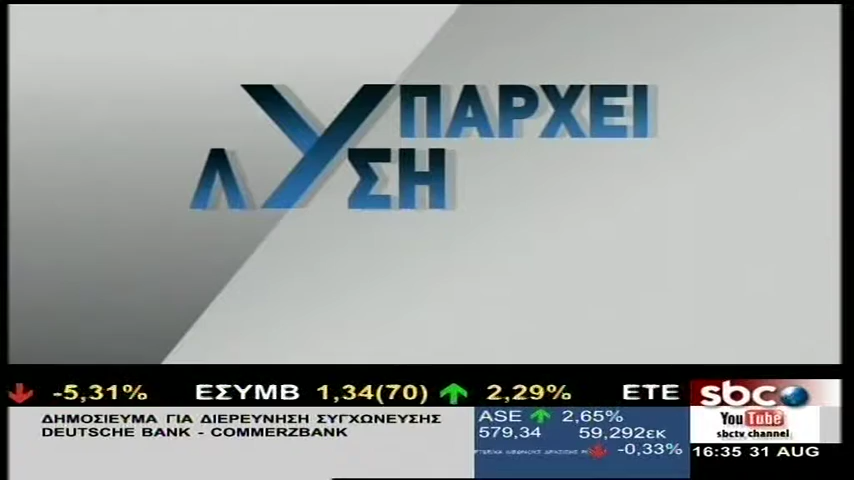 ΥΠΑΡΧΕΙ
ΛΥΣΗ
-5,31% ΕΣΥΜΒ 1,34(70) 2,29% ΕΤΕ
sbc
ΔΗΜΟΣΙΕΥΜΑ ΓΙΑ ΔΙΕΡΕΥΝΗΣΗ ΣΥΓΧΩΝΕΥΣΗΣ
DEUTSCHE BANK - COMMERZBANK
ASE 2,65%
579,34 59,292εκ
-0,33%
YouTube
sbctv channel
16:35 31 AUG